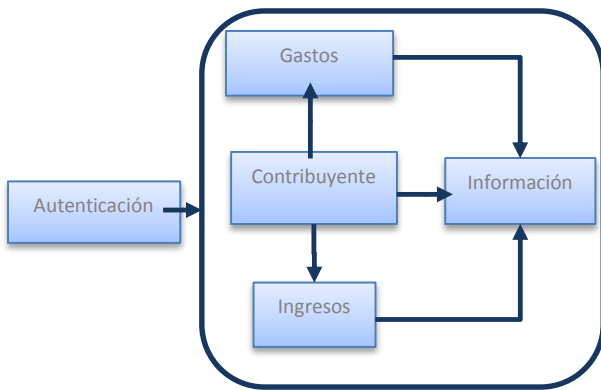 Gastos
Contribuyente
Información
Autenticación
Ingresos